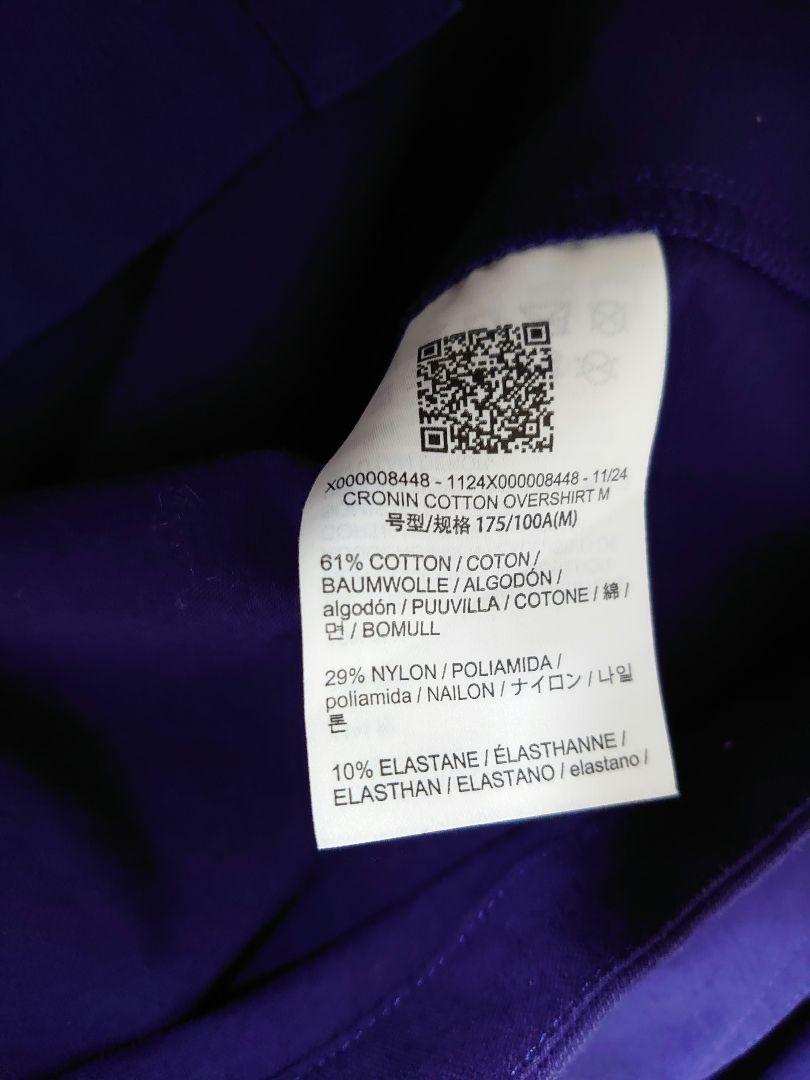 X000008448 - 1124X000008448 - 11/24
CRONIN COTTON OVERSHIRT M
号型/规格 175/100A(M)
61% COTTON / COTON /
BAUMWOLLE / ALGODÓN /
algodón / PUUVILLA / COTONE / 綿 /
면 / BOMULL
29% NYLON / POLIAMIDA /
poliamida / NAILON / ナイロン / 나일
론
10% ELASTANE / ÉLASTHANNE /
ELASTHAN / ELASTANO / elastano /